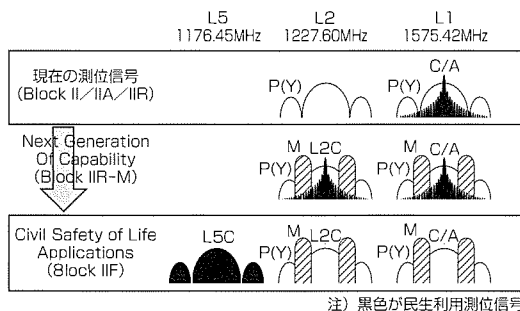 L5 L2 L1
1176.45MHz 1227.60MHz 1575.42MHz
現在の測位信号
(Block II/IIA/IIR)
P(Y) P(Y) C/A
Next Generation
Of Capability
(Block IIR-M)
M L2C M C/A
P(Y) P(Y)
Civil Safety of Life
Applications
(8lock IIF)
L5C M L2C M C/A
P(Y) P(Y)
注）黒色が民生利用測位信号